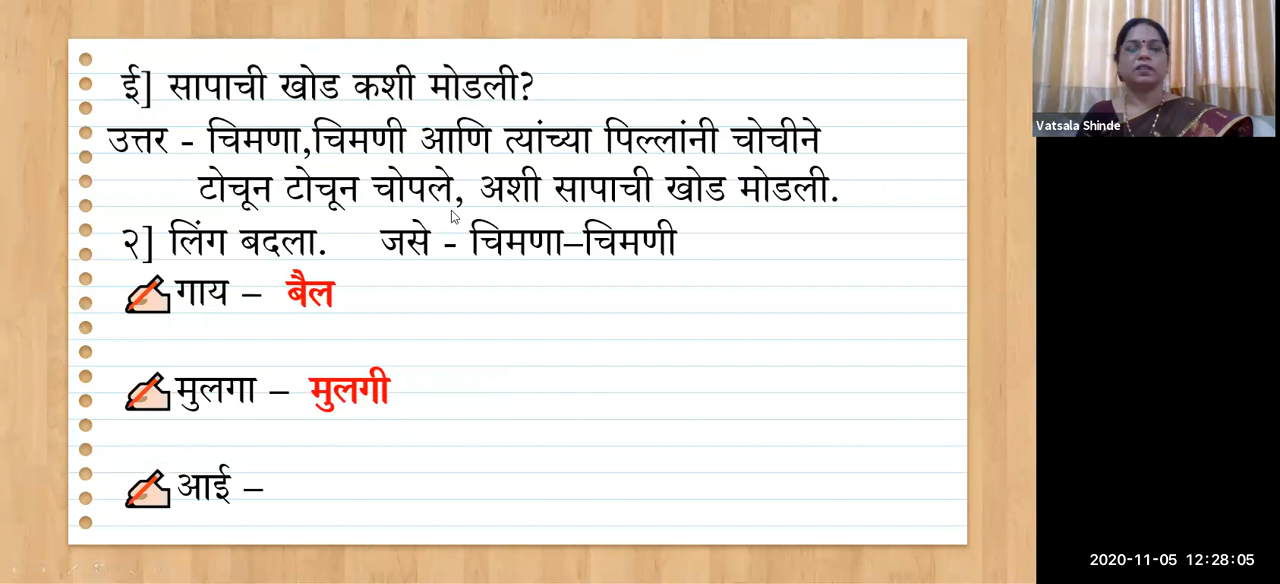 ई] सापाची खोड कशी मोडली?
उत्तर - चिमणा,चिमणी आणि त्यांच्या पिल्लांनी चोचीने
टोचून टोचून चोपले, अशी सापाची खोड मोडली.
२] लिंग बदला. जसे - चिमणा–चिमणी
गाय – बैल
मुलगा – मुलगी
आई –
Vatsala Shinde
2020-11-05 12:28:05